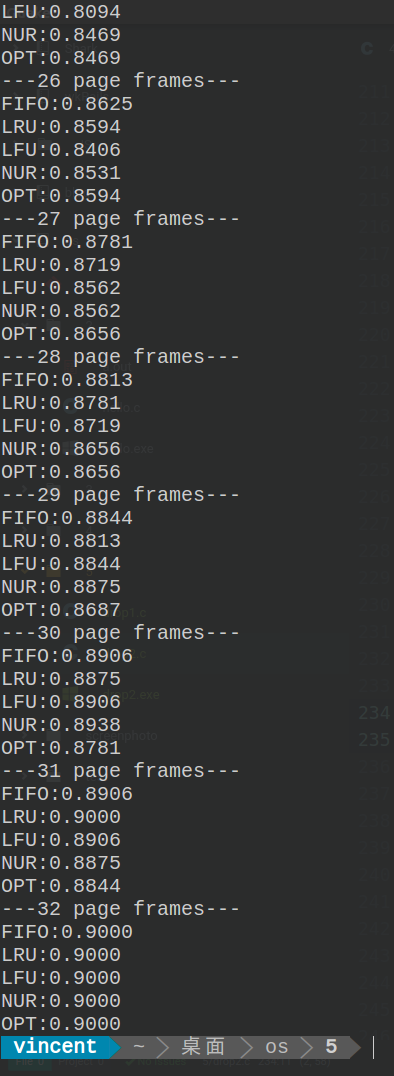 LFU:0.8094
NUR:0.8469
OPT:0.8469
---26 page frames---
FIFO:0.8625
LRU:0.8594
LFU:0.8406
NUR:0.8531
OPT:0.8594
---27 page frames---
FIFO:0.8781
LRU:0.8719
LFU:0.8562
NUR:0.8562
OPT:0.8656
---28 page frames---
FIFO:0.8813
LRU:0.8781
LFU:0.8719
NUR:0.8656
OPT:0.8656
---29 page frames---
FIFO:0.8844
LRU:0.8813
LFU:0.8844
NUR:0.8875
OPT:0.8687
---30 page frames---
FIFO:0.8906
LRU:0.8875
LFU:0.8906
NUR:0.8938
OPT:0.8781
---31 page frames---
FIFO:0.8906
LRU:0.9000
LFU:0.8906
NUR:0.8875
OPT:0.8844
---32 page frames---
FIFO:0.9000
LRU:0.9000
LFU:0.9000
NUR:0.9000
OPT:0.9000
vincent ~ 桌面 os 5
234
235